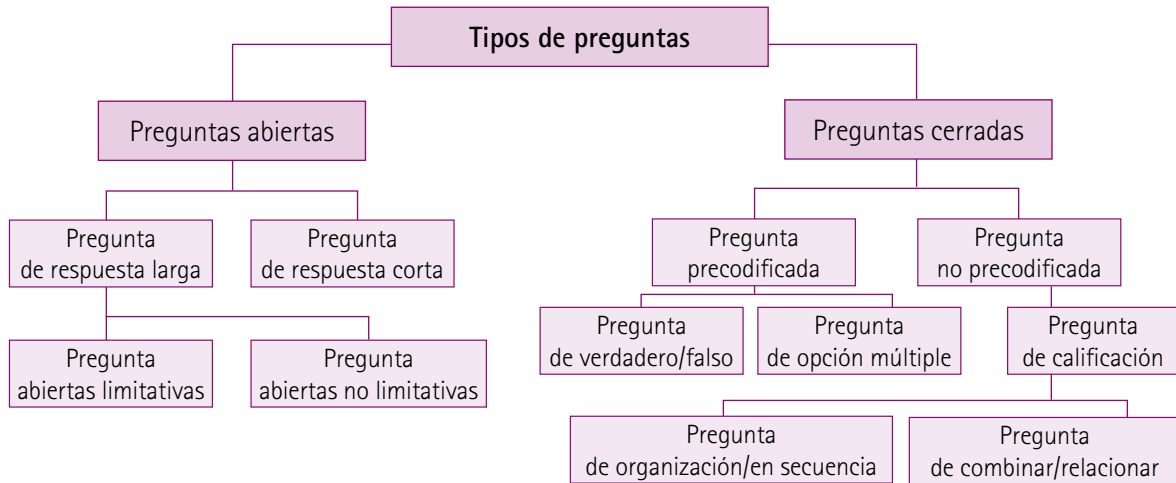 Tipos de preguntas
Preguntas abiertas
Preguntas cerradas
Pregunta
de respuesta larga
Pregunta
de respuesta corta
Pregunta
precodificada
Pregunta
no precodificada
Pregunta
abiertas limitativas
Pregunta
abiertas no limitativas
Pregunta
de verdadero/falso
Pregunta
de opción múltiple
Pregunta
de calificación
Pregunta
de organización/en secuencia
Pregunta
de combinar/relacionar